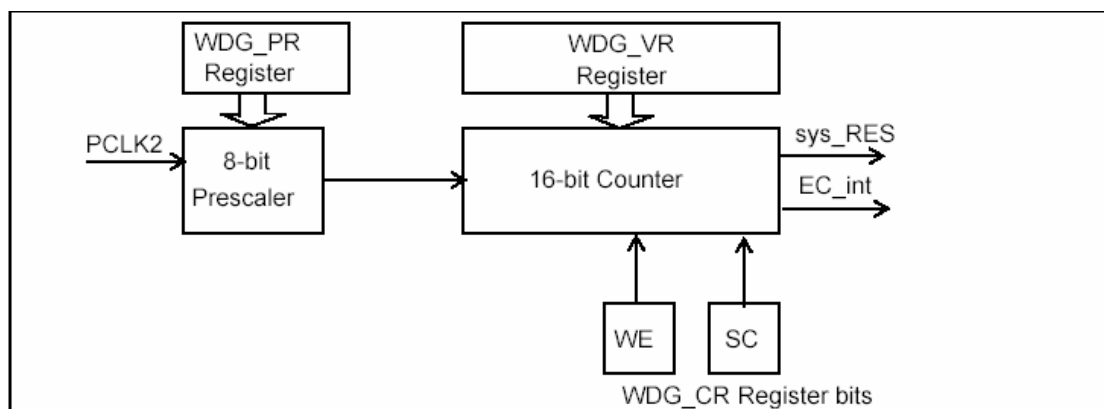 WDG_PR
Register
WDG_VR
Register
PCLK2
8-bit
Prescaler
16-bit Counter
sys_RES
EC_int
WE
SC
WDG_CR Register bits